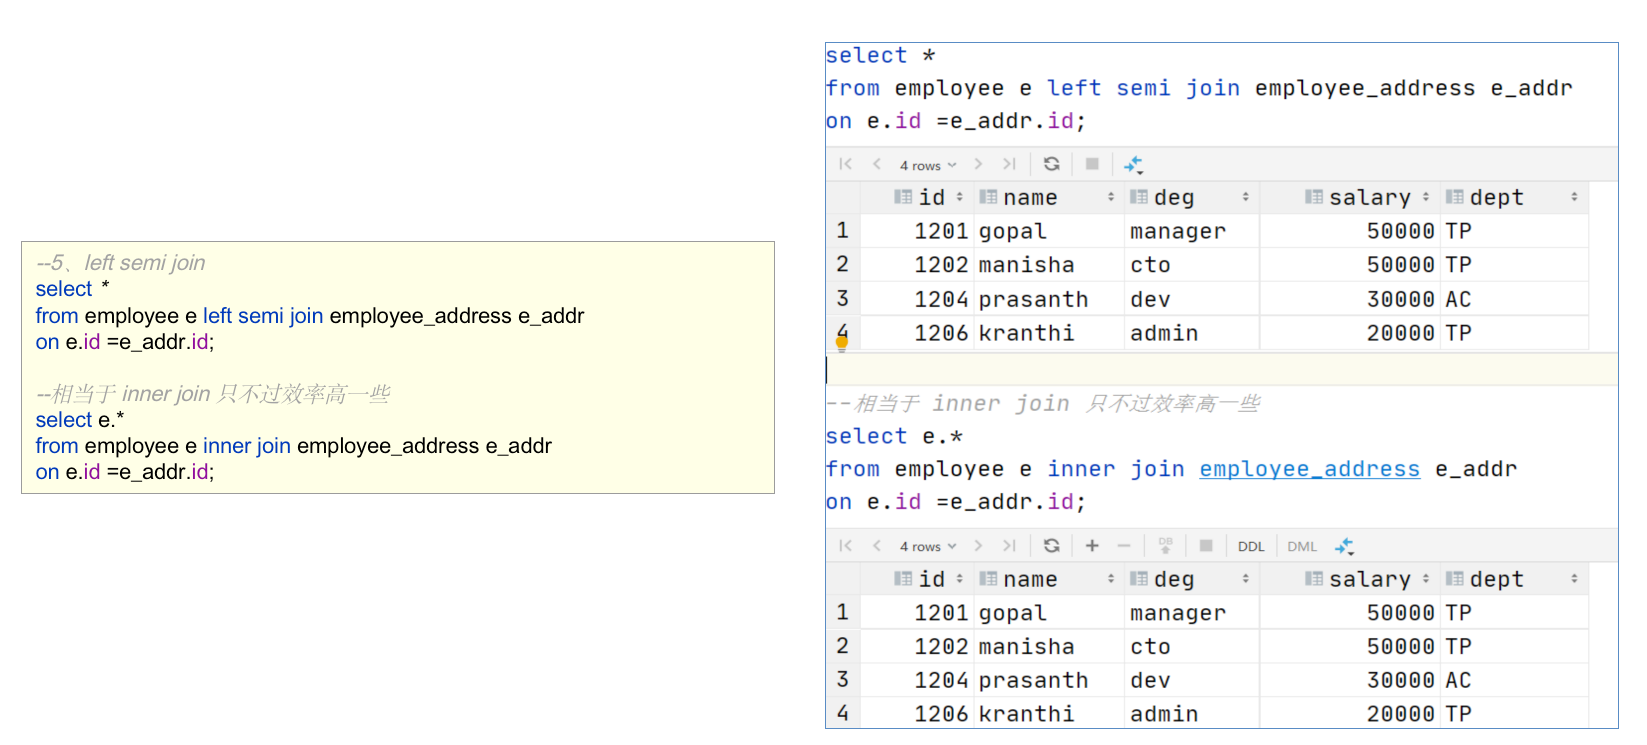 --5、left semi join
select *
from employee e left semi join employee_address e_addr
on e.id =e_addr.id;
--相当于 inner join 只不过效率高一些
select e.*
from employee e inner join employee_address e_addr
on e.id =e_addr.id;
select *
from employee e left semi join employee_address e_addr
on e.id =e_addr.id;
4 rows
id name deg salary dept
1 1201 gopal manager 50000 TP
2 1202 manisha cto 50000 TP
3 1204 prasanth dev 30000 AC
4 1206 kranthi admin 20000 TP
--相当于 inner join 只不过效率高一些
select e.*
from employee e inner join employee_address e_addr
on e.id =e_addr.id;
4 rows DB DDL DML
id name deg salary dept
1 1201 gopal manager 50000 TP
2 1202 manisha cto 50000 TP
3 1204 prasanth dev 30000 AC
4 1206 kranthi admin 20000 TP